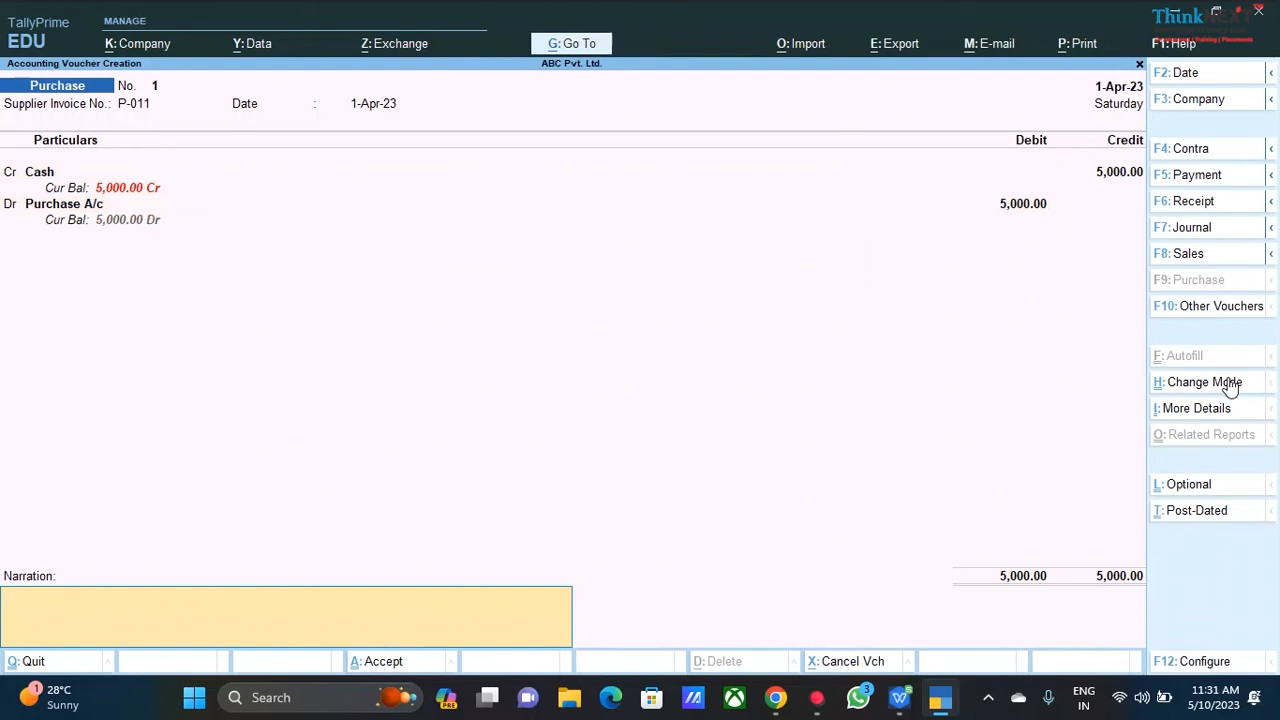 TallyPrime
EDU
MANAGE
K: Company
Y: Data
Z: Exchange
G: Go To
O: Import
E: Export
M: E-mail
P: Print
F1: Help
Accounting Voucher Creation
ABC Pvt. Ltd.
Purchase No. 1
1-Apr-23
Supplier Invoice No.: P-011 Date : 1-Apr-23
Saturday
Particulars Debit Credit
Cr Cash 5,000.00
Cur Bal: 5,000.00 Cr
Dr Purchase A/c 5,000.00
Cur Bal: 5,000.00 Dr
Narration: 5,000.00 5,000.00
F2: Date
F3: Company
F4: Contra
F5: Payment
F6: Receipt
F7: Journal
F8: Sales
F9: Purchase
F10: Other Vouchers
F: Autofill
H: Change Mode
I: More Details
O: Related Reports
L: Optional
T: Post-Dated
Q: Quit
A: Accept
D: Delete
X: Cancel Vch
F12: Configure
1
28°C
Sunny
Search
PRE
3
ENG
IN
11:31 AM
5/10/2023